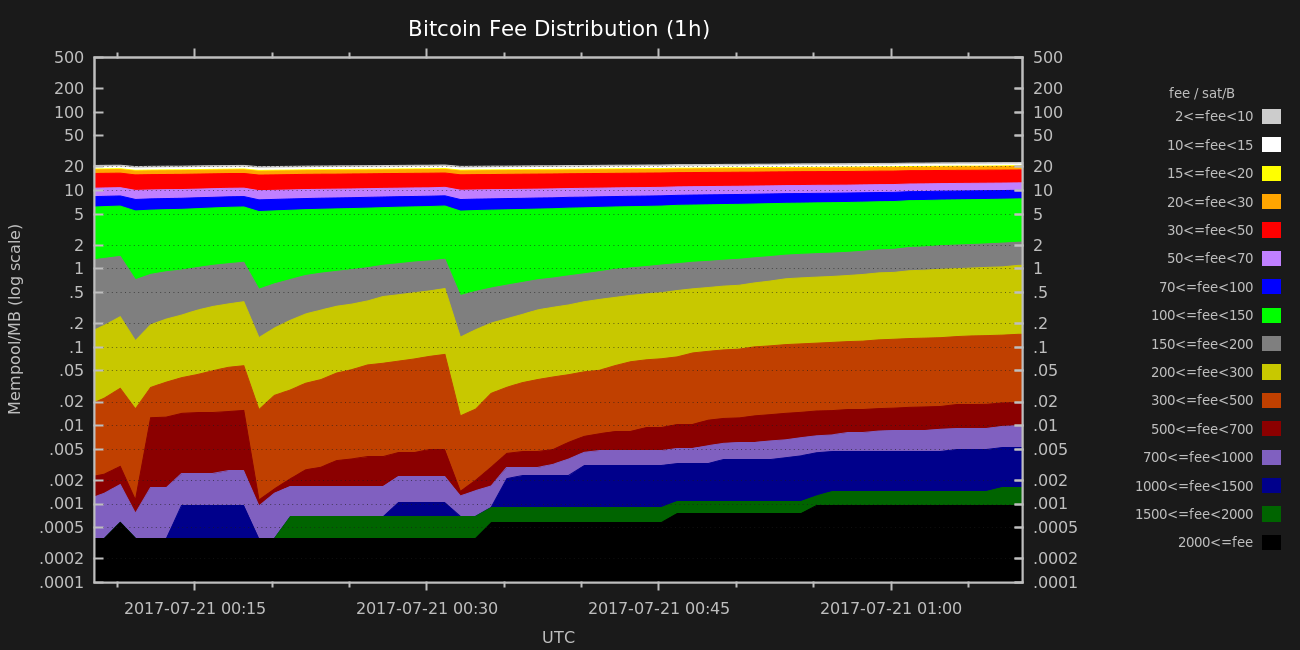 Bitcoin Fee Distribution (1h)
Mempool/MB (log scale)
500
200
100
50
20
10
5
2
1
.5
.2
.1
.05
.02
.01
.005
.002
.001
.0005
.0002
.0001
500
200
100
50
20
10
5
2
1
.5
.2
.1
.05
.02
.01
.005
.002
.001
.0005
.0002
.0001
2017-07-21 00:15 2017-07-21 00:30 2017-07-21 00:45 2017-07-21 01:00
UTC
fee / sat/B
2<=fee<10
10<=fee<15
15<=fee<20
20<=fee<30
30<=fee<50
50<=fee<70
70<=fee<100
100<=fee<150
150<=fee<200
200<=fee<300
300<=fee<500
500<=fee<700
700<=fee<1000
1000<=fee<1500
1500<=fee<2000
2000<=fee